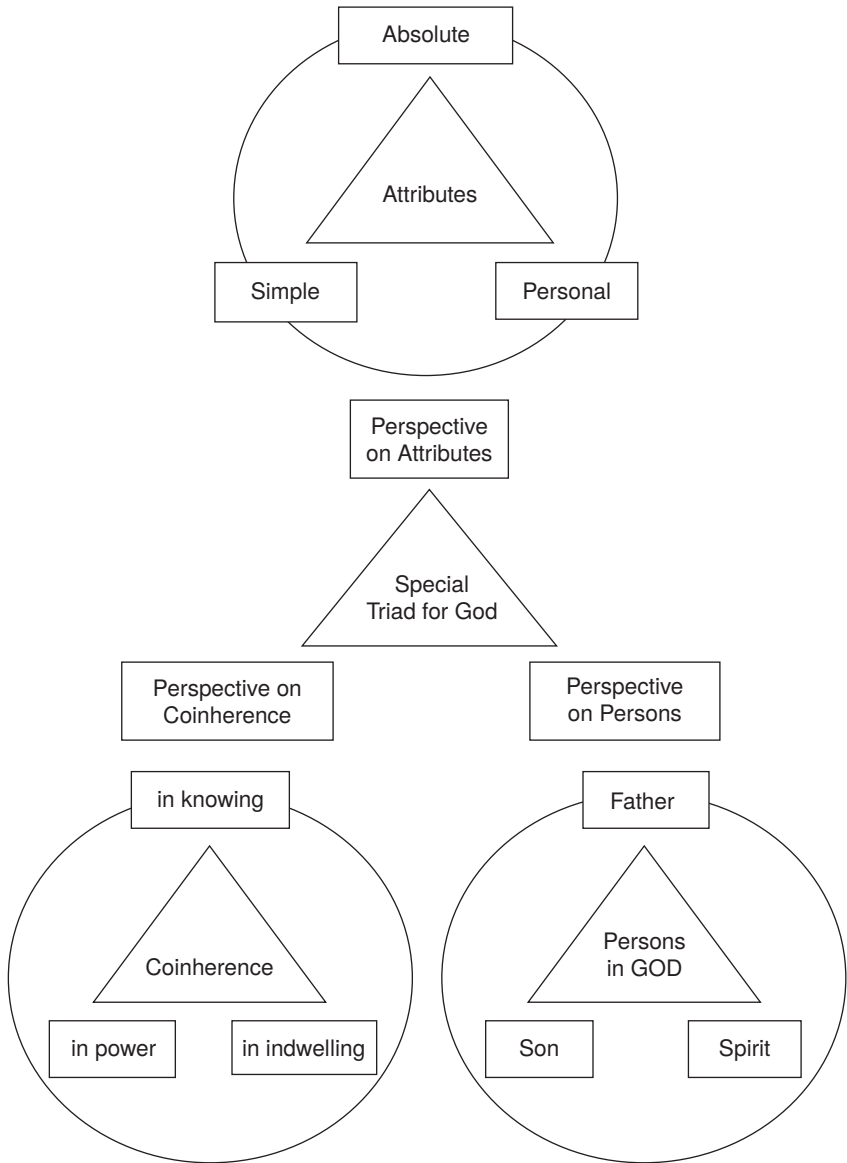 Absolute
Attributes
Simple
Personal
Perspective
on Attributes
Special
Triad for God
Perspective on
Coinherence
Perspective
on Persons
in knowing
Coinherence
in power
in indwelling
Father
Persons
in GOD
Son
Spirit